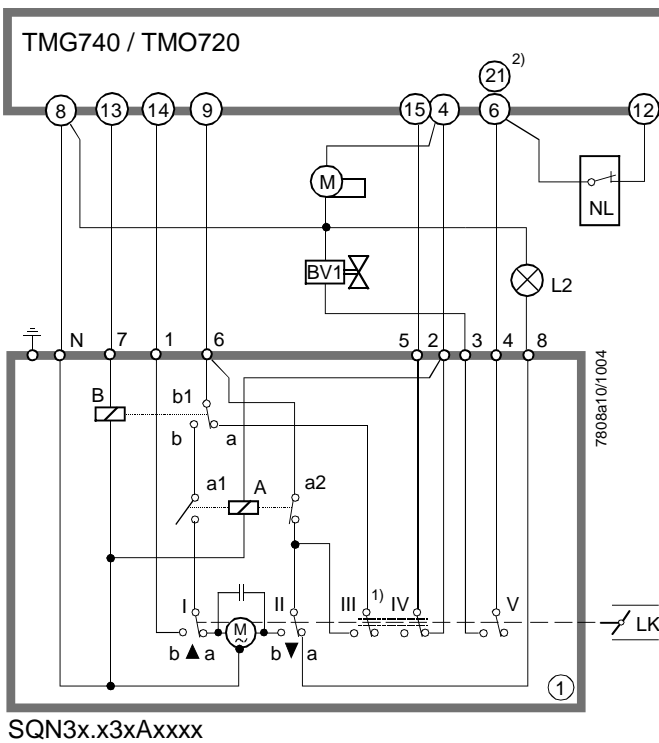 TMG740 / TMO720
21 2)
8 13 14 9 15 4 6 12
M
NL
BV1
L2
N 7 1 6 5 2 3 4 8
7808a10/1004
B b1
b a
a1 A a2
I II III 1) IV V
M
~
b a b a
LK
1
SQN3x.x3xAxxxx